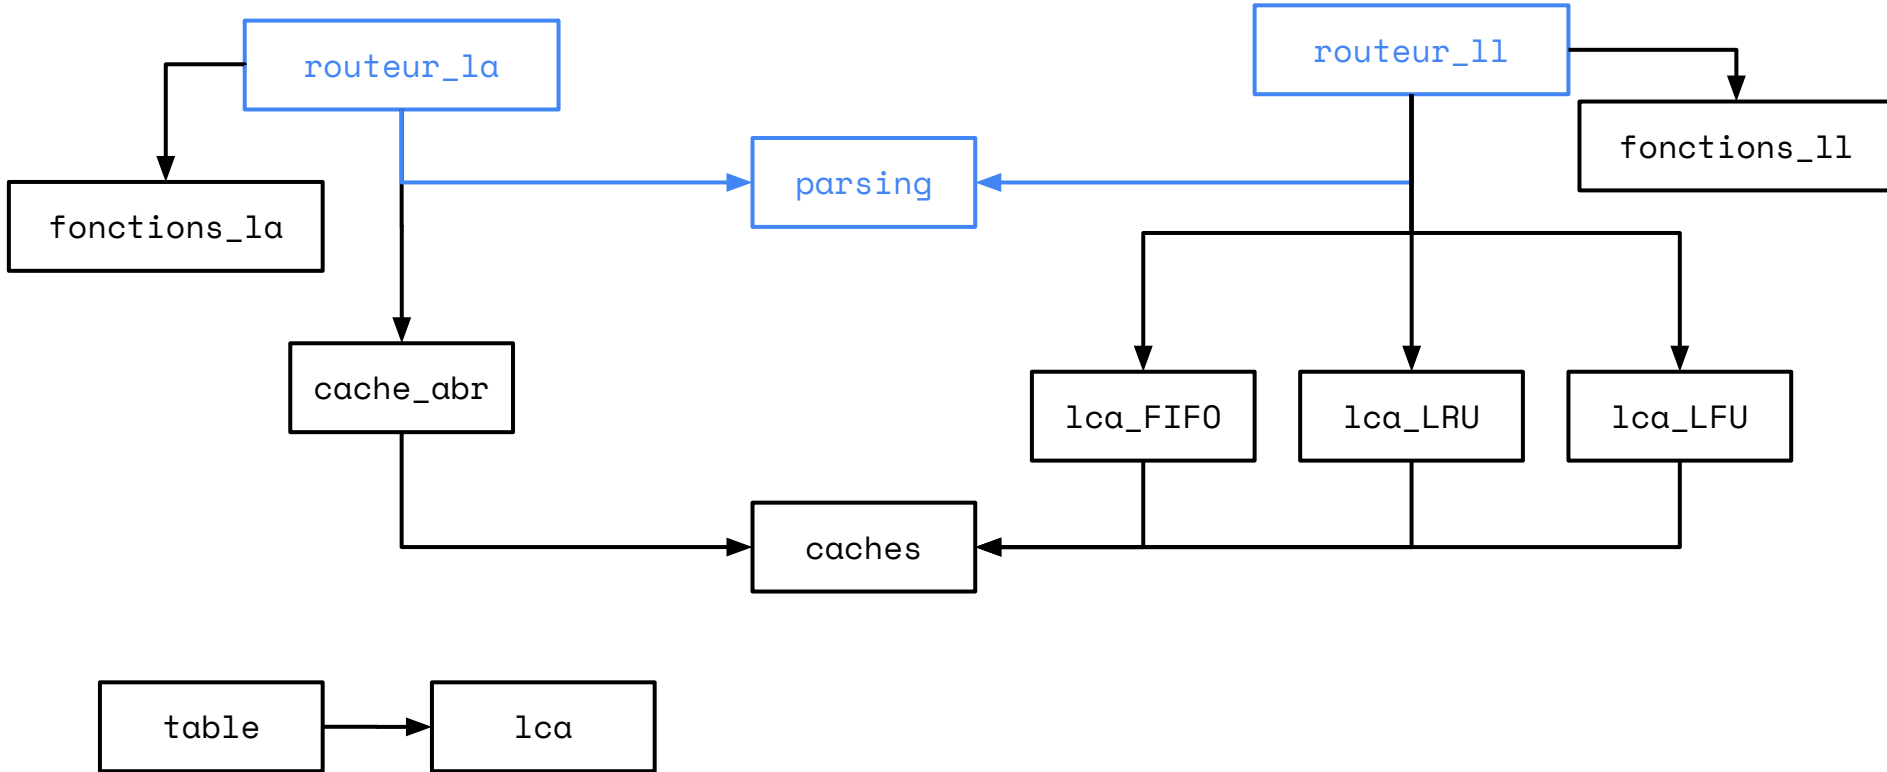 routeur_la
routeur_ll
fonctions_ll
parsing
fonctions_la
cache_abr
lca_FIFO
lca_LRU
lca_LFU
caches
table
lca